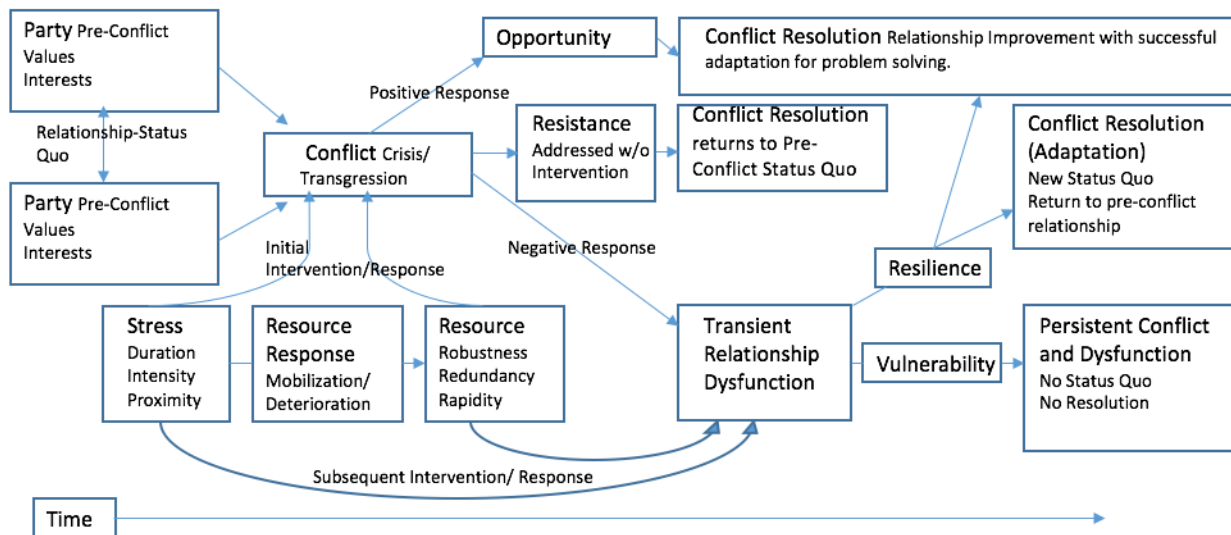 Party Pre-Conflict
Values
Interests
Relationship-Status
Quo
Party Pre-Conflict
Values
Interests
Conflict Crisis/
Transgression
Positive Response
Opportunity
Conflict Resolution Relationship Improvement with successful
adaptation for problem solving.
Resistance
Addressed w/o
Intervention
Conflict Resolution
returns to Pre-
Conflict Status Quo
Conflict Resolution
(Adaptation)
New Status Quo
Return to pre-conflict
relationship
Negative Response
Initial
Intervention/Response
Resilience
Stress
Duration
Intensity
Proximity
Resource
Response
Mobilization/
Deterioration
Resource
Robustness
Redundancy
Rapidity
Transient
Relationship
Dysfunction
Vulnerability
Persistent Conflict
and Dysfunction
No Status Quo
No Resolution
Subsequent Intervention/ Response
Time